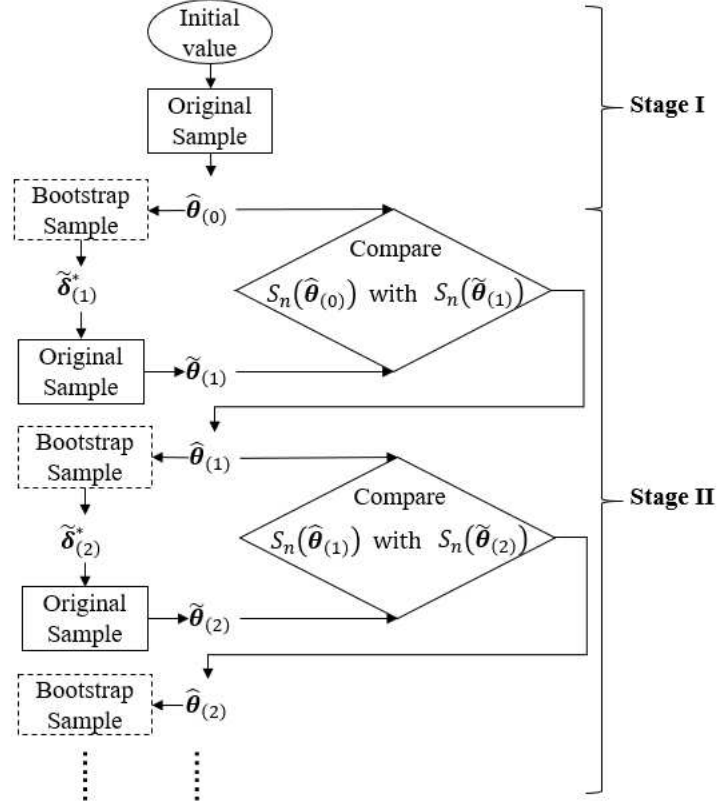 Initial
value
Original
Sample
Stage I
Bootstrap
Sample
θ̂₍₀₎
Compare
Sₙ(θ̂₍₀₎) with Sₙ(θ̃₍₁₎)
δ̃*₍₁₎
Original
Sample
θ̃₍₁₎
Bootstrap
Sample
θ̂₍₁₎
Compare
Stage II
Sₙ(θ̂₍₁₎) with Sₙ(θ̃₍₂₎)
δ̃*₍₂₎
Original
Sample
θ̃₍₂₎
Bootstrap
Sample
θ̂₍₂₎